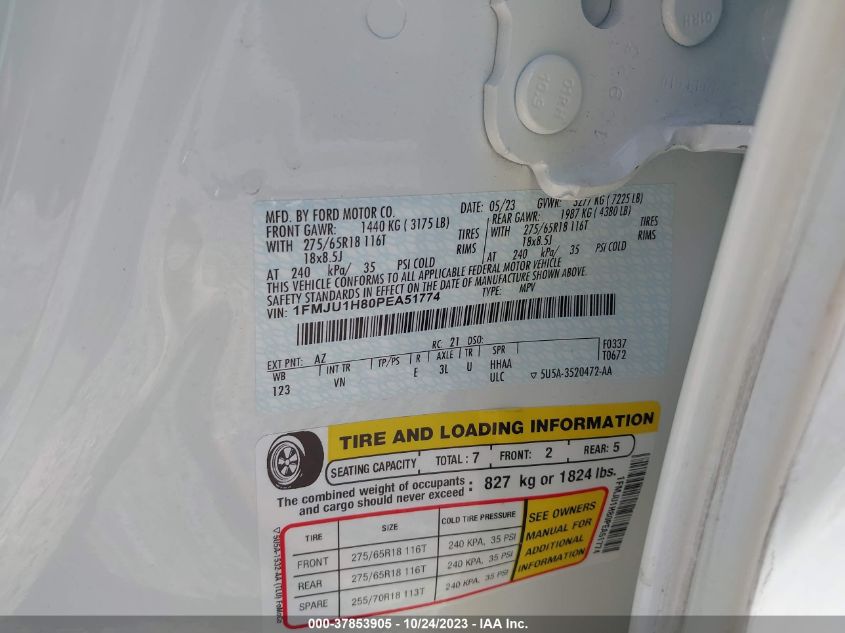 01RH
01RH
10.3
MFD. BY FORD MOTOR CO.
DATE: 05/23
GVWR: 3277 KG ( 7225 LB)
FRONT GAWR: 1440 KG ( 3175 LB)
REAR GAWR: 1987 KG ( 4380 LB)
WITH 275/65R18 116T TIRES
WITH 275/65R18 116T TIRES
18x8.5J RIMS
18x8.5J RIMS
AT 240 kPa/ 35 PSI COLD
AT 240 kPa/ 35 PSI COLD
THIS VEHICLE CONFORMS TO ALL APPLICABLE FEDERAL MOTOR VEHICLE
SAFETY STANDARDS IN EFFECT ON THE DATE OF MANUFACTURE SHOWN ABOVE.
VIN: 1FMJU1H80PEA51774
TYPE: MPV
EXT PNT: AZ
RC: 21 DSO:
F0337
WB INT TR TP/PS R AXLE TR SPR
T0672
123 VN E 3L U HHAA
ULC
▽ 5U5A-3520472-AA
TIRE AND LOADING INFORMATION
SEATING CAPACITY TOTAL : 7 FRONT: 2 REAR: 5
The combined weight of occupants
and cargo should never exceed : 827 kg or 1824 lbs.
TIRE SIZE COLD TIRE PRESSURE
FRONT 275/65R18 116T 240 KPA, 35 PSI
REAR 275/65R18 116T 240 KPA, 35 PSI
SPARE 255/70R18 113T 240 KPA, 35 PSI
SEE OWNERS
MANUAL FOR
ADDITIONAL
INFORMATION
1FMJU1H80PEA51774
000-37853905 - 10/24/2023 - IAA Inc.